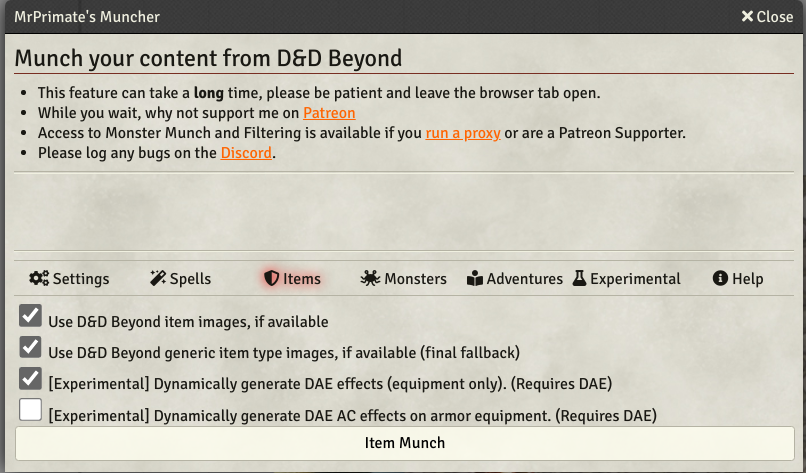 MrPrimate's Muncher
Close
Munch your content from D&D Beyond
This feature can take a long time, please be patient and leave the browser tab open.
While you wait, why not support me on Patreon
Access to Monster Munch and Filtering is available if you run a proxy or are a Patreon Supporter.
Please log any bugs on the Discord.
Settings Spells Items Monsters Adventures Experimental Help
Use D&D Beyond item images, if available
Use D&D Beyond generic item type images, if available (final fallback)
[Experimental] Dynamically generate DAE effects (equipment only). (Requires DAE)
[Experimental] Dynamically generate DAE AC effects on armor equipment. (Requires DAE)
Item Munch